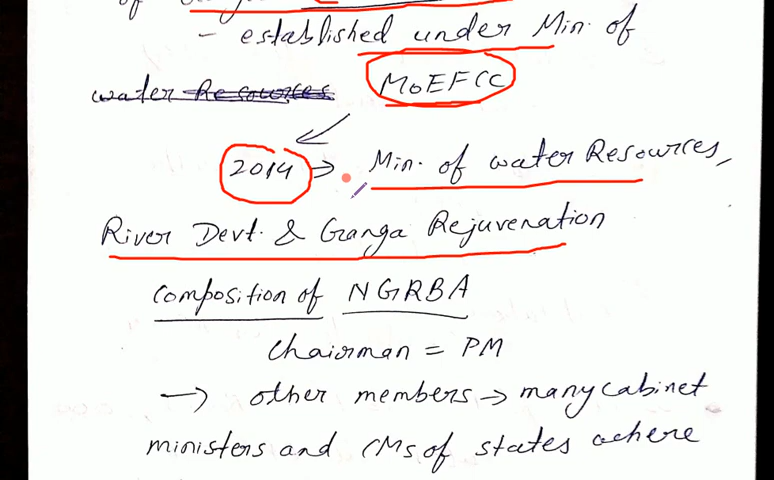 of
- established under Min. of
water Resources MoEFCC
2014 → Min. of water Resources,
River Devt. & Ganga Rejuvenation
Composition of NGRBA
Chairman = PM
→ other members → many cabinet
ministers and CMs of states where